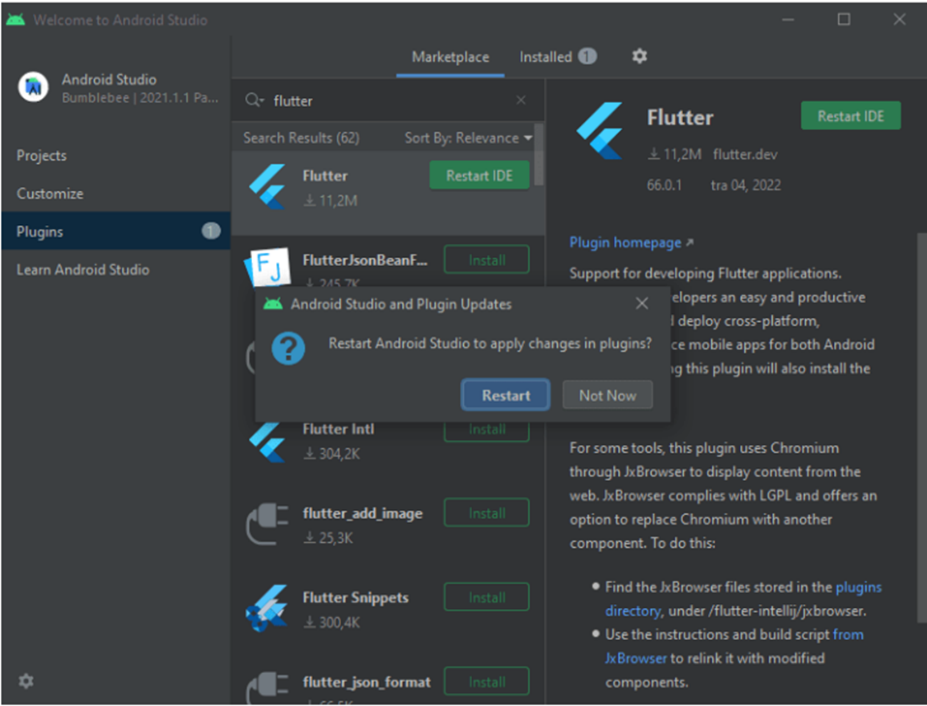 Welcome to Android Studio
Android Studio
Bumblebee | 2021.1.1 Pa...
Projects
Customize
Plugins
1
Learn Android Studio
Marketplace
Installed 1
flutter
Search Results (62)
Sort By: Relevance
Flutter
Restart IDE
11,2M
FlutterJsonBeanF...
Install
245,7K
Flutter Intl
Install
304,2K
flutter_add_image
Install
25,3K
Flutter Snippets
Install
300,4K
flutter_json_format
Install
Flutter
Restart IDE
11,2M flutter.dev
66.0.1 tra 04, 2022
Plugin homepage
Support for developing Flutter applications.
elopers an easy and productive
deploy cross-platform,
ce mobile apps for both Android
g this plugin will also install the
For some tools, this plugin uses Chromium
through JxBrowser to display content from the
web. JxBrowser complies with LGPL and offers an
option to replace Chromium with another
component. To do this:
Find the JxBrowser files stored in the plugins
directory, under /flutter-intellij/jxbrowser.
Use the instructions and build script from
JxBrowser to relink it with modified
components.
Android Studio and Plugin Updates
Restart Android Studio to apply changes in plugins?
Restart
Not Now